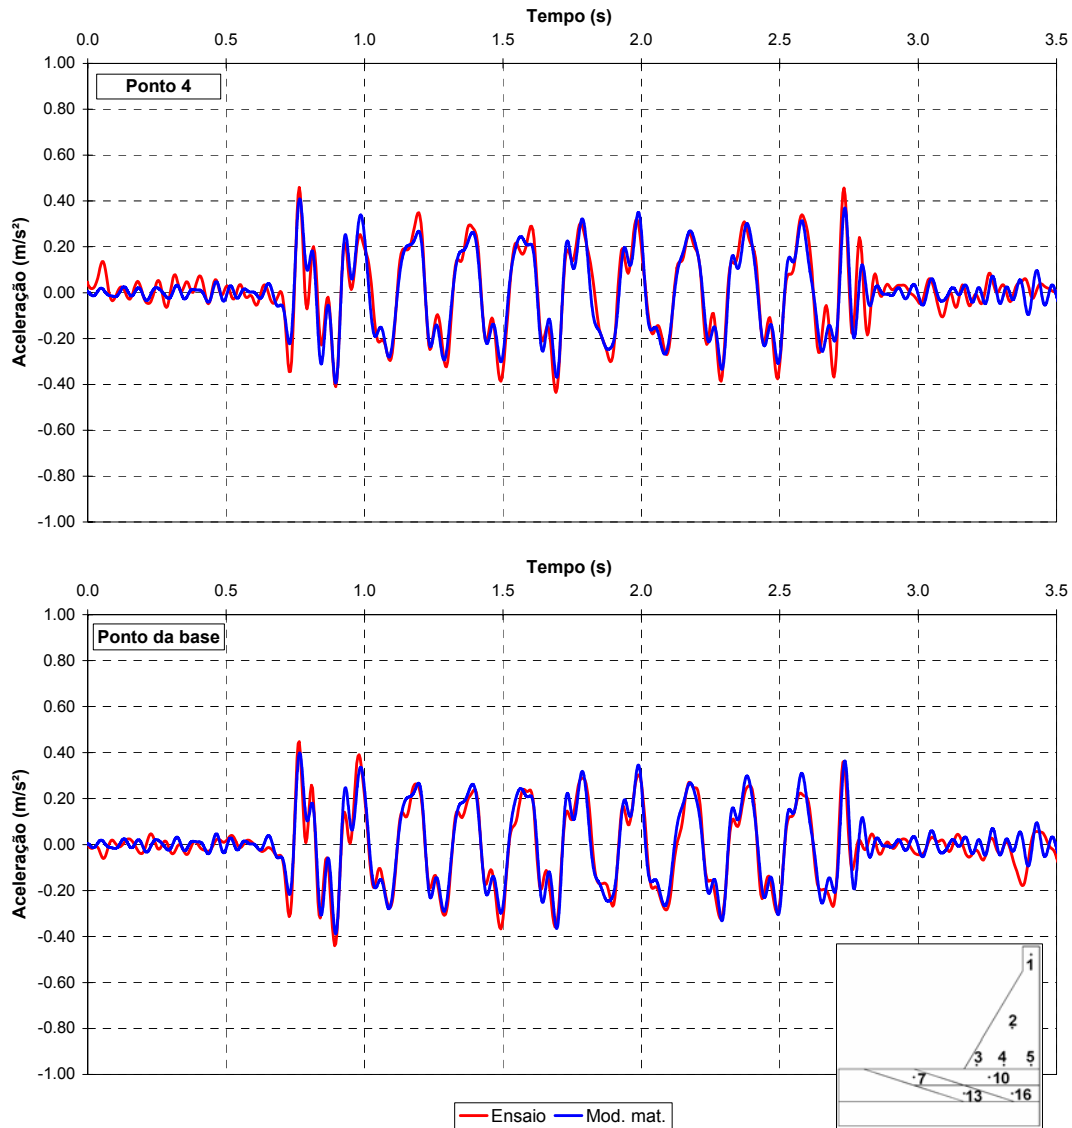 Tempo (s)
0.0 0.5 1.0 1.5 2.0 2.5 3.0 3.5
1.00
Ponto 4
0.80
0.60
0.40
0.20
0.00
-0.20
-0.40
-0.60
-0.80
-1.00
Aceleração (m/s²)
Tempo (s)
0.0 0.5 1.0 1.5 2.0 2.5 3.0 3.5
1.00
Ponto da base
0.80
0.60
0.40
0.20
0.00
-0.20
-0.40
-0.60
-0.80
-1.00
Aceleração (m/s²)
1
2
3 4 5
7 10
13 16
Ensaio Mod. mat.